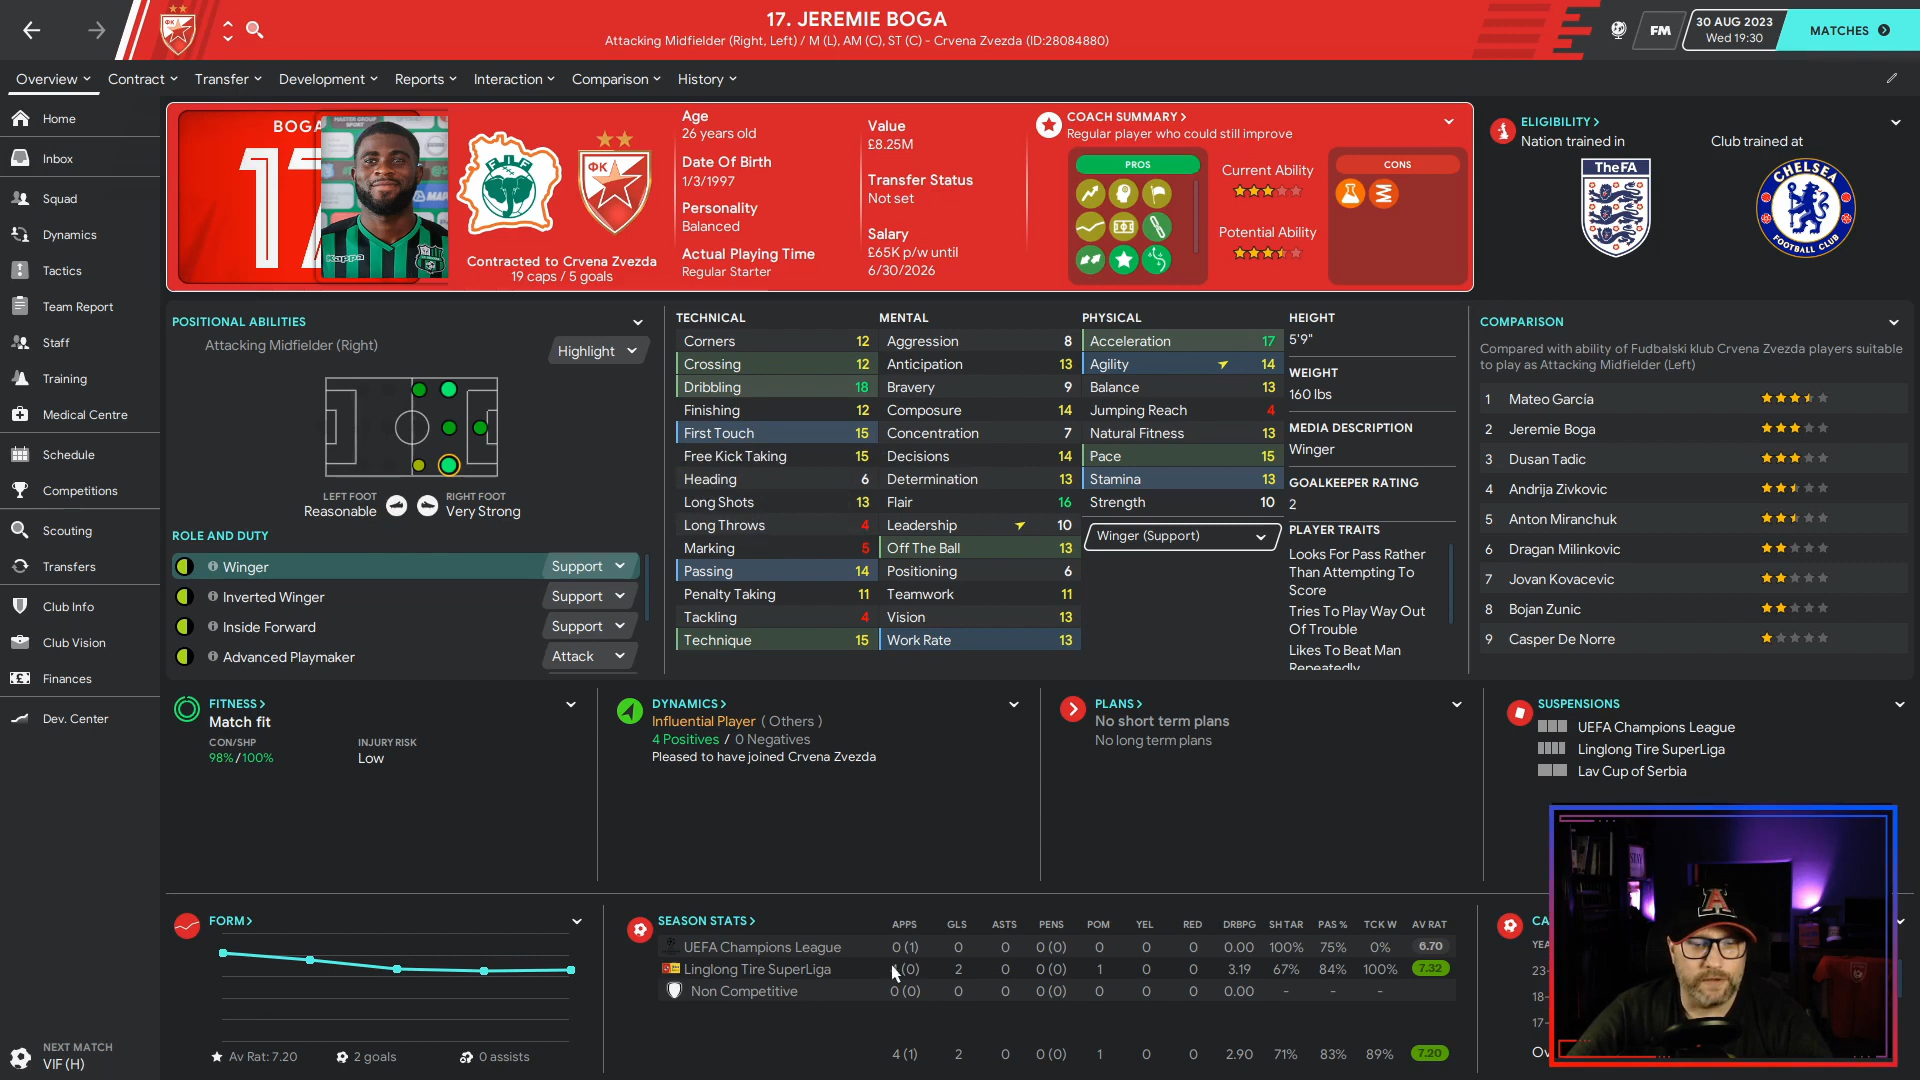 17. JEREMIE BOGA
Attacking Midfielder (Right, Left) / M (L), AM (C), ST (C) - Crvena Zvezda (ID:28084880)
FM
30 AUG 2023
Wed 19:30
MATCHES
Overview
Contract
Transfer
Development
Reports
Interaction
Comparison
History
Home
Inbox
Squad
Dynamics
Tactics
Team Report
Staff
Training
Medical Centre
Schedule
Competitions
Scouting
Transfers
Club Info
Club Vision
Finances
Dev. Center
NEXT MATCH
VIF (H)
BOGA
17
Kappa
Contracted to Crvena Zvezda
19 caps / 5 goals
Age
26 years old
Date Of Birth
1/3/1997
Personality
Balanced
Actual Playing Time
Regular Starter
Value
£8.25M
Transfer Status
Not set
Salary
£65K p/w until
6/30/2026
COACH SUMMARY
Regular player who could still improve
PROS
Current Ability
Potential Ability
CONS
ELIGIBILITY
Nation trained in
Club trained at
TheFA
CHELSEA
FOOTBALL CLUB
POSITIONAL ABILITIES
Attacking Midfielder (Right)
Highlight
LEFT FOOT
Reasonable
RIGHT FOOT
Very Strong
ROLE AND DUTY
Winger Support
Inverted Winger Support
Inside Forward Support
Advanced Playmaker Attack
TECHNICAL
Corners 12
Crossing 12
Dribbling 18
Finishing 12
First Touch 15
Free Kick Taking 15
Heading 6
Long Shots 13
Long Throws 4
Marking 5
Passing 14
Penalty Taking 11
Tackling 4
Technique 15
MENTAL
Aggression 8
Anticipation 13
Bravery 9
Composure 14
Concentration 7
Decisions 14
Determination 13
Flair 16
Leadership 10
Off The Ball 13
Positioning 6
Teamwork 11
Vision 13
Work Rate 13
PHYSICAL
Acceleration 17
Agility 14
Balance 13
Jumping Reach 4
Natural Fitness 13
Pace 15
Stamina 13
Strength 10
Winger (Support)
HEIGHT
5'9"
WEIGHT
160 lbs
MEDIA DESCRIPTION
Winger
GOALKEEPER RATING
2
PLAYER TRAITS
Looks For Pass Rather
Than Attempting To
Score
Tries To Play Way Out
Of Trouble
Likes To Beat Man
Repeatedly
COMPARISON
Compared with ability of Fudbalski klub Crvena Zvezda players suitable
to play as Attacking Midfielder (Left)
1 Mateo García
2 Jeremie Boga
3 Dusan Tadic
4 Andrija Zivkovic
5 Anton Miranchuk
6 Dragan Milinkovic
7 Jovan Kovacevic
8 Bojan Zunic
9 Casper De Norre
FITNESS
Match fit
CON/SHP
98%/100%
INJURY RISK
Low
DYNAMICS
Influential Player ( Others )
4 Positives / 0 Negatives
Pleased to have joined Crvena Zvezda
PLANS
No short term plans
No long term plans
SUSPENSIONS
UEFA Champions League
Linglong Tire SuperLiga
Lav Cup of Serbia
FORM
Av Rat: 7.20
2 goals
0 assists
SEASON STATS APPS GLS ASTS PENS POM YEL RED DRBPG SH TAR PAS % TCK W AV RAT
UEFA Champions League 0 (1) 0 0 0 (0) 0 0 0 0.00 100% 75% 0% 6.70
Linglong Tire SuperLiga (0) 2 0 0 (0) 1 0 0 3.19 67% 84% 100% 7.32
Non Competitive 0 (0) 0 0 0 (0) 0 0 0 0.00 - - -
4 (1) 2 0 0 (0) 1 0 0 2.90 71% 83% 89% 7.20
CA
YEA
23-
18-
17-
Ov
A